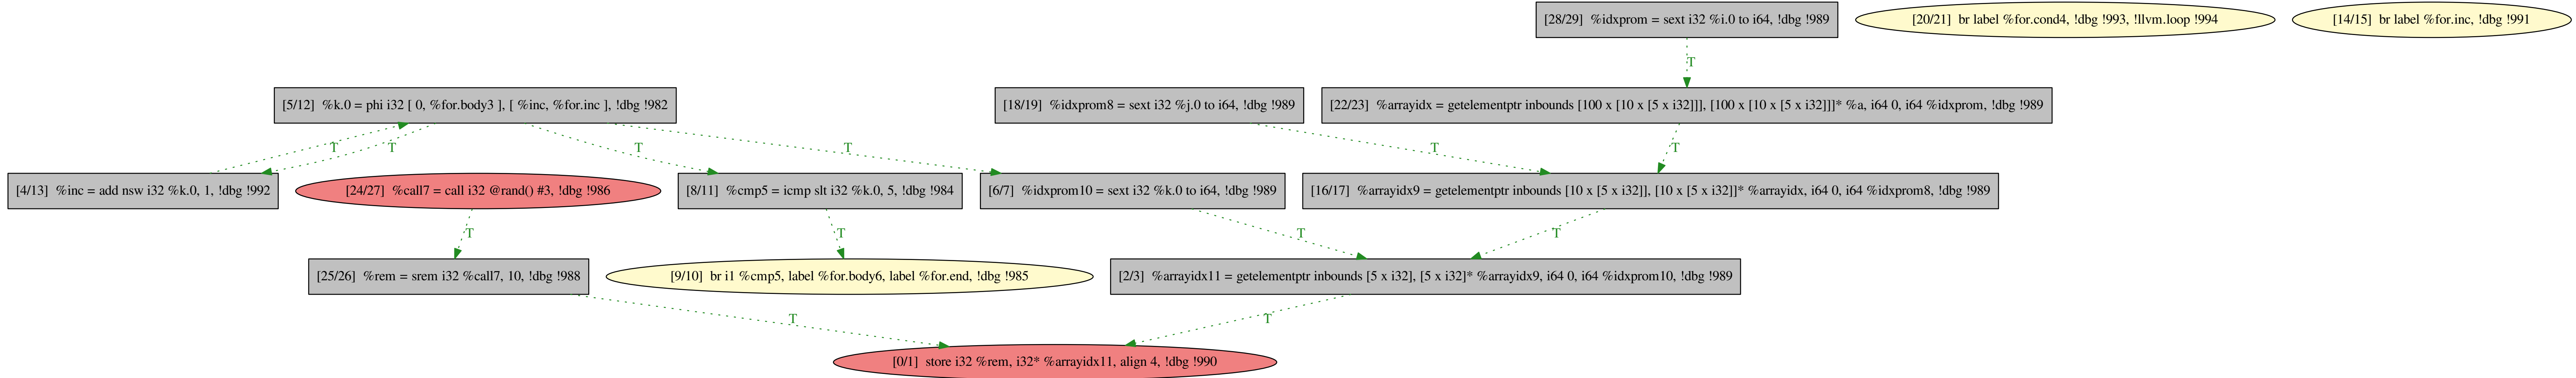 [28/29] %idxprom = sext i32 %i.0 to i64, !dbg !989
[20/21] br label %for.cond4, !dbg !993, !llvm.loop !994
[14/15] br label %for.inc, !dbg !991
T
[5/12] %k.0 = phi i32 [ 0, %for.body3 ], [ %inc, %for.inc ], !dbg !982
[18/19] %idxprom8 = sext i32 %j.0 to i64, !dbg !989
[22/23] %arrayidx = getelementptr inbounds [100 x [10 x [5 x i32]]], [100 x [10 x [5 x i32]]]* %a, i64 0, i64 %idxprom, !dbg !989
T
T
T
T
T
T
[4/13] %inc = add nsw i32 %k.0, 1, !dbg !992
[24/27] %call7 = call i32 @rand() #3, !dbg !986
[8/11] %cmp5 = icmp slt i32 %k.0, 5, !dbg !984
[6/7] %idxprom10 = sext i32 %k.0 to i64, !dbg !989
[16/17] %arrayidx9 = getelementptr inbounds [10 x [5 x i32]], [10 x [5 x i32]]* %arrayidx, i64 0, i64 %idxprom8, !dbg !989
T
T
T
T
[25/26] %rem = srem i32 %call7, 10, !dbg !988
[9/10] br i1 %cmp5, label %for.body6, label %for.end, !dbg !985
[2/3] %arrayidx11 = getelementptr inbounds [5 x i32], [5 x i32]* %arrayidx9, i64 0, i64 %idxprom10, !dbg !989
T
T
[0/1] store i32 %rem, i32* %arrayidx11, align 4, !dbg !990